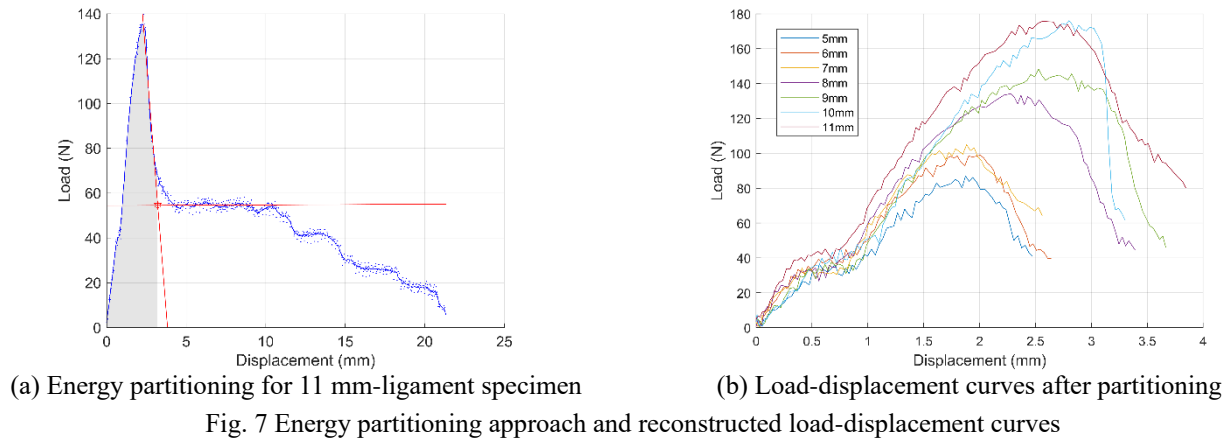 140
120
100
80
60
40
20
0
Load (N)
0 5 10 15 20 25
Displacement (mm)
180
160
140
120
100
80
60
40
20
0
Load (N)
5mm
6mm
7mm
8mm
9mm
10mm
11mm
0 0.5 1 1.5 2 2.5 3 3.5 4
Displacement (mm)
(a) Energy partitioning for 11 mm-ligament specimen
(b) Load-displacement curves after partitioning
Fig. 7 Energy partitioning approach and reconstructed load-displacement curves